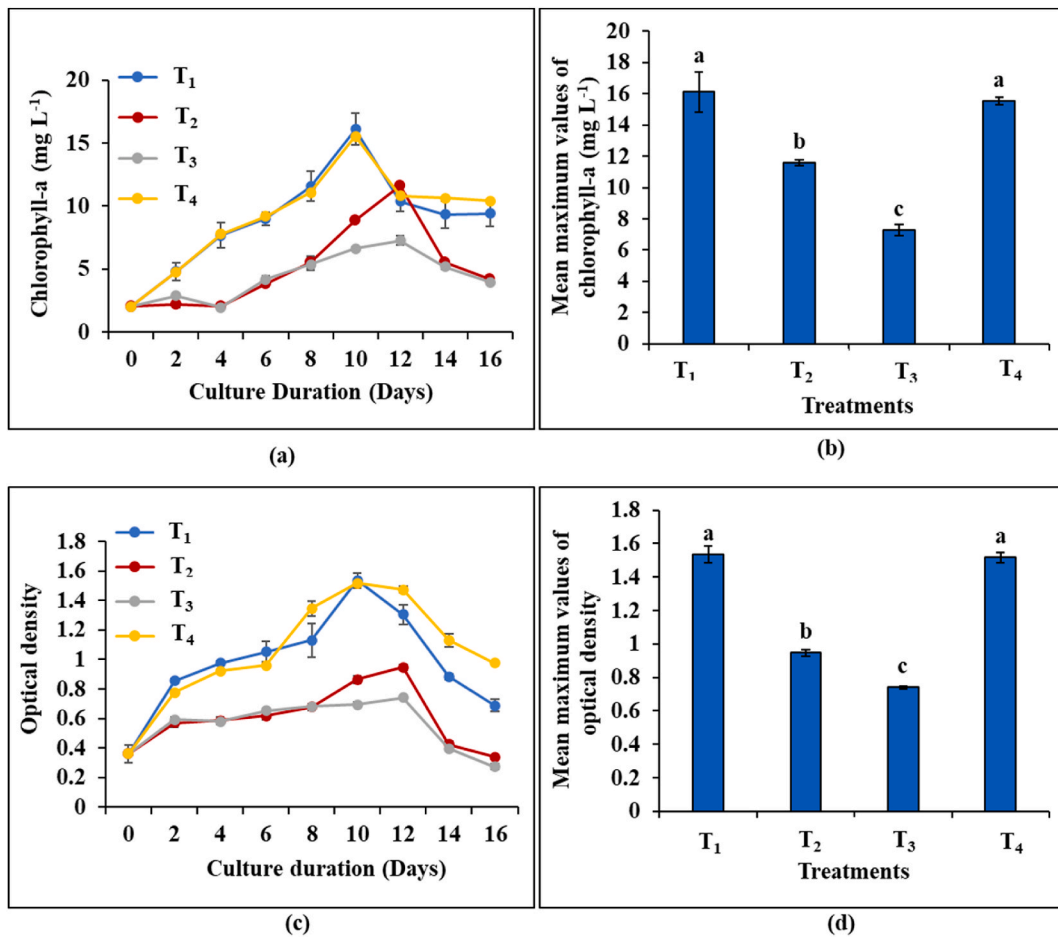 T₁
T₂
T₃
T₄
Chlorophyll-a (mg L⁻¹)
20
15
10
5
0
0 2 4 6 8 10 12 14 16
Culture Duration (Days)
(a)
Mean maximum values of
chlorophyll-a (mg L⁻¹)
20
18
16
14
12
10
8
6
4
2
0
a b c a
T₁ T₂ T₃ T₄
Treatments
(b)
T₁
T₂
T₃
T₄
Optical density
1.8
1.6
1.4
1.2
1
0.8
0.6
0.4
0.2
0
0 2 4 6 8 10 12 14 16
Culture duration (Days)
(c)
Mean maximum values of
optical density
1.8
1.6
1.4
1.2
1
0.8
0.6
0.4
0.2
0
a b c a
T₁ T₂ T₃ T₄
Treatments
(d)